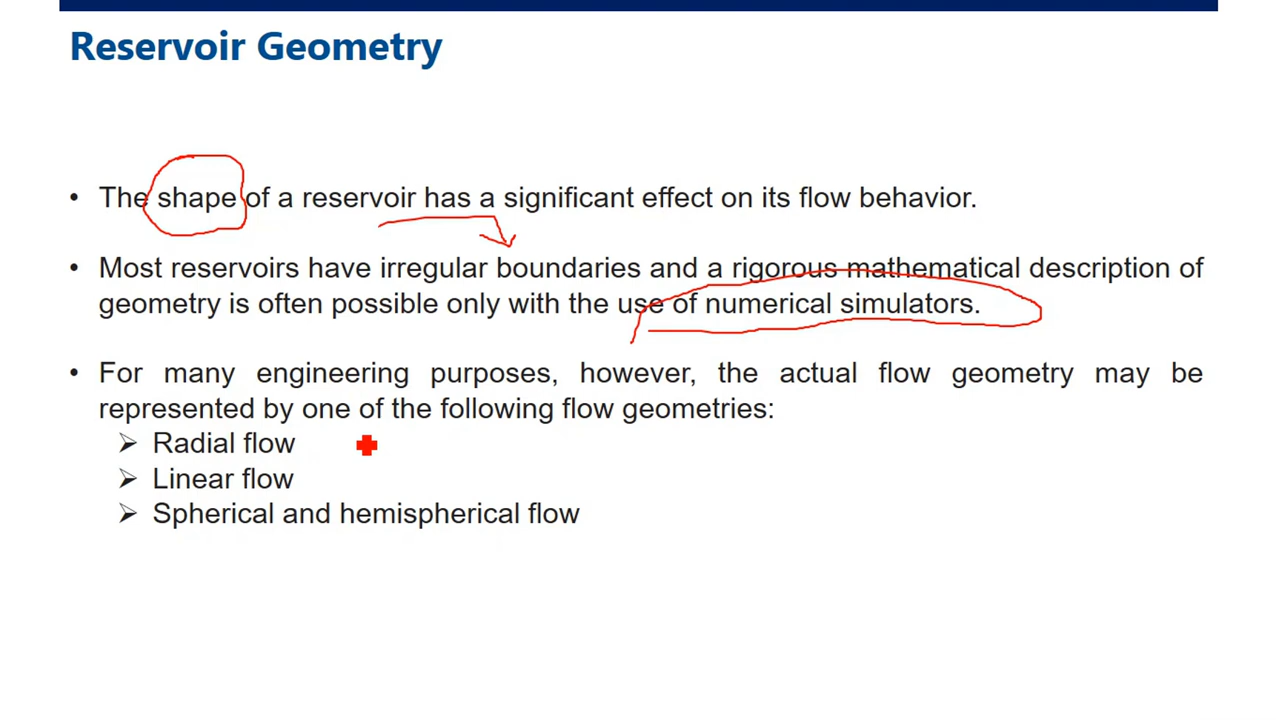 Reservoir Geometry
• The shape of a reservoir has a significant effect on its flow behavior.
• Most reservoirs have irregular boundaries and a rigorous mathematical description of
geometry is often possible only with the use of numerical simulators.
• For many engineering purposes, however, the actual flow geometry may be
represented by one of the following flow geometries:
➢ Radial flow
➢ Linear flow
➢ Spherical and hemispherical flow